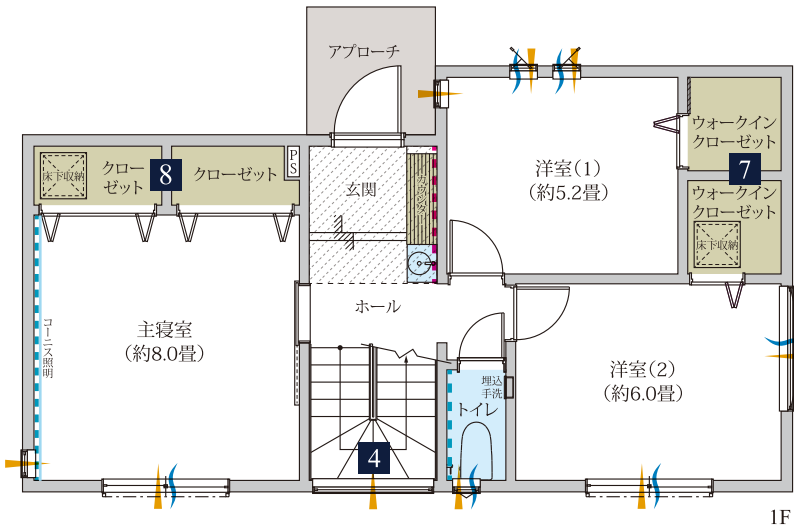 アプローチ
ウォークイン
クローゼット
洋室(1)
(約5.2畳)
7
P
S
クロー
ゼット
床下収納
8
クローゼット
玄関
カウンター
ウォークイン
クローゼット
床下収納
ホール
コーニス照明
主寝室
(約8.0畳)
洋室(2)
(約6.0畳)
埋込
手洗
トイレ
4
1F